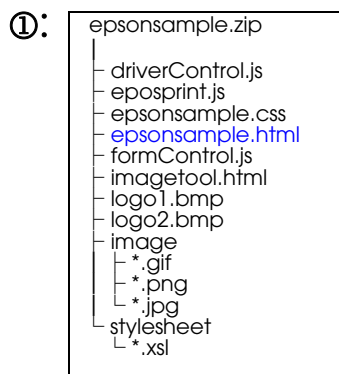 ①:
epsonsample.zip
driverControl.js
eposprint.js
epsonsample.css
epsonsample.html
formControl.js
imagetool.html
logo1.bmp
logo2.bmp
image
*.gif
*.png
*.jpg
stylesheet
*.xsl